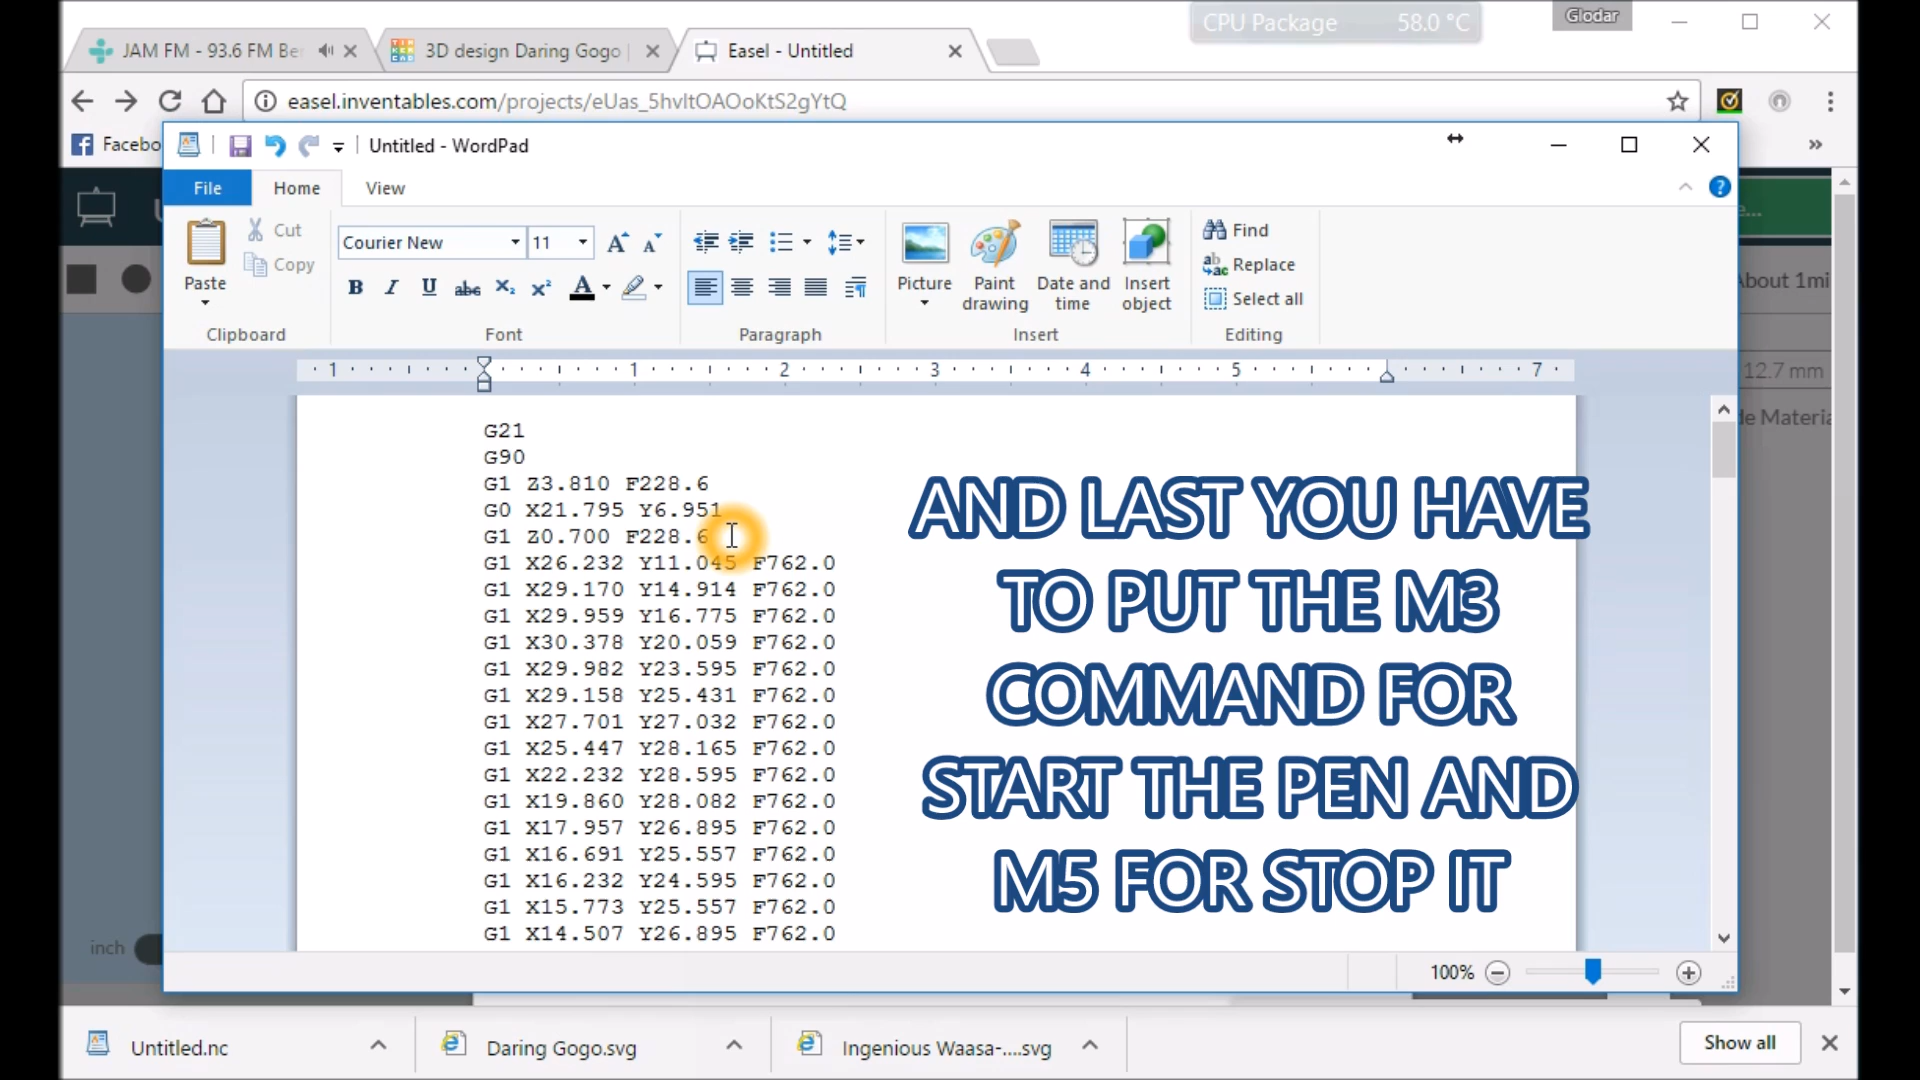 CPU Package 58.0 °C
Glodar
JAM FM - 93.6 FM Be
3D design Daring Gogo
Easel - Untitled
easel.inventables.com/projects/eUas_5hvltOAOoKtS2gYtQ
Facebo
Untitled - WordPad
File Home View
Paste
Cut
Copy
Clipboard
Courier New 11
Font
Paragraph
Picture
Paint drawing
Date and time
Insert object
Insert
Find
Replace
Select all
Editing
About 1mi
12.7 mm
de Materia
1 1 2 3 4 5 7
G21
G90
G1 Z3.810 F228.6
G0 X21.795 Y6.951
G1 Z0.700 F228.6
G1 X26.232 Y11.045 F762.0
G1 X29.170 Y14.914 F762.0
G1 X29.959 Y16.775 F762.0
G1 X30.378 Y20.059 F762.0
G1 X29.982 Y23.595 F762.0
G1 X29.158 Y25.431 F762.0
G1 X27.701 Y27.032 F762.0
G1 X25.447 Y28.165 F762.0
G1 X22.232 Y28.595 F762.0
G1 X19.860 Y28.082 F762.0
G1 X17.957 Y26.895 F762.0
G1 X16.691 Y25.557 F762.0
G1 X16.232 Y24.595 F762.0
G1 X15.773 Y25.557 F762.0
G1 X14.507 Y26.895 F762.0
AND LAST YOU HAVE
TO PUT THE M3
COMMAND FOR
START THE PEN AND
M5 FOR STOP IT
inch
100%
Untitled.nc
Daring Gogo.svg
Ingenious Waasa-....svg
Show all